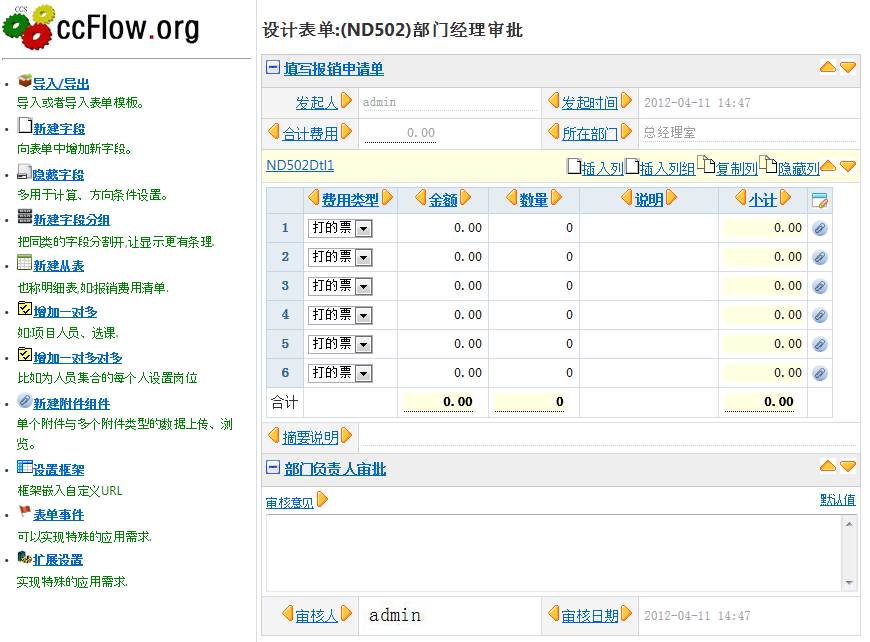 CCS
ccFlow.org
导入/导出
导入或者导入表单模板。
新建字段
向表单中增加新字段。
隐藏字段
多用于计算、方向条件设置。
新建字段分组
把同类的字段分割开,让显示更有条理.
新建从表
也称明细表,如报销费用清单.
增加一对多
如:项目人员、选课.
增加一对多对多
比如为人员集合的每个人设置岗位
新建附件组件
单个附件与多个附件类型的数据上传、浏
览。
设置框架
框架嵌入自定义URL
表单事件
可以实现特殊的应用需求.
扩展设置
实现特殊的应用需求.
设计表单:(ND502)部门经理审批
填写报销申请单
发起人 admin 发起时间 2012-04-11 14:47
合计费用 0.00 所在部门 总经理室
ND502Dtl1 插入列 插入列组 复制列 隐藏列
费用类型 金额 数量 说明 小计
1 打的票 0.00 0 0.00
2 打的票 0.00 0 0.00
3 打的票 0.00 0 0.00
4 打的票 0.00 0 0.00
5 打的票 0.00 0 0.00
6 打的票 0.00 0 0.00
合计 0.00 0 0.00
摘要说明
部门负责人审批
审核意见 默认值
审核人 admin 审核日期 2012-04-11 14:47